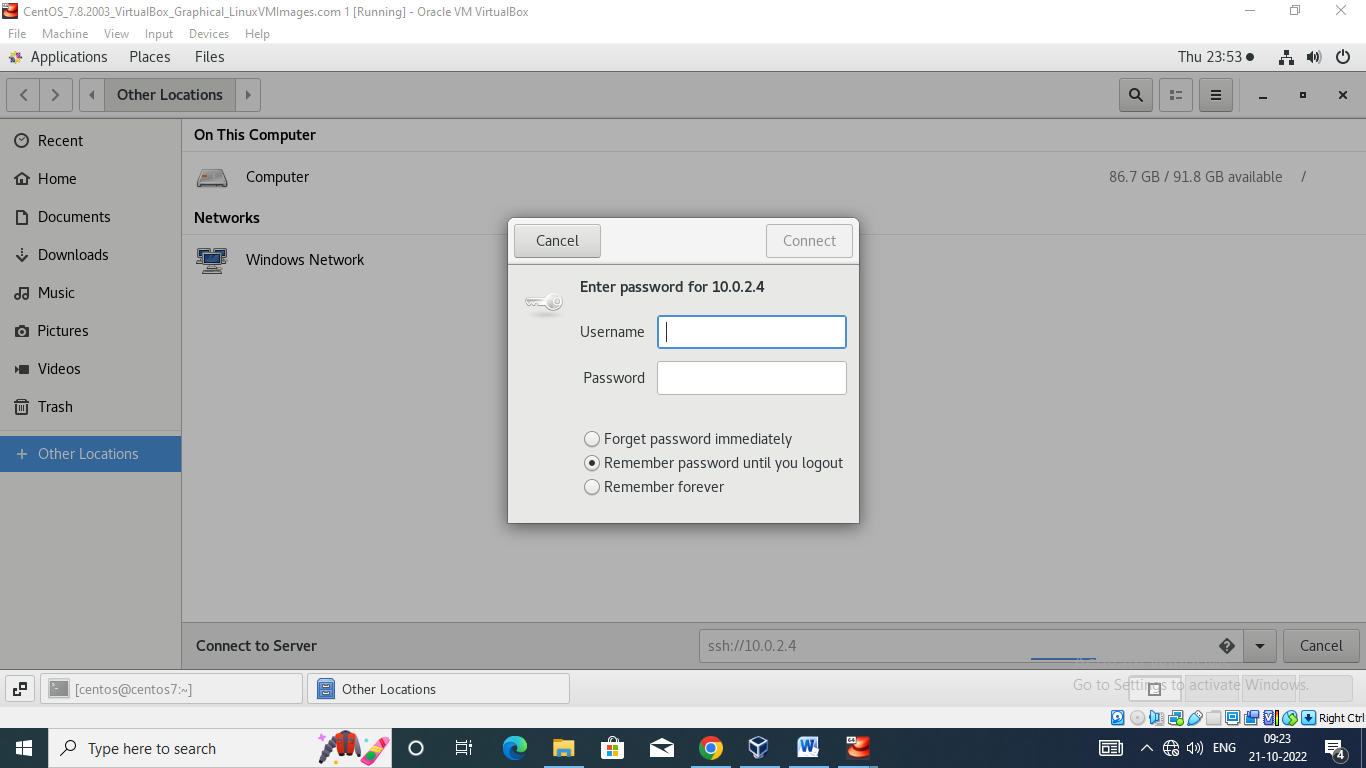 CentOS_7.8.2003_VirtualBox_Graphical_LinuxVMImages.com 1 [Running] - Oracle VM VirtualBox
File Machine View Input Devices Help
Applications Places Files Thu 23:53
Other Locations
Recent
Home
Documents
Downloads
Music
Pictures
Videos
Trash
+ Other Locations
On This Computer
Computer 86.7 GB / 91.8 GB available /
Networks
Windows Network
Cancel Connect
Enter password for 10.0.2.4
Username
Password
Forget password immediately
Remember password until you logout
Remember forever
Connect to Server ssh://10.0.2.4 Cancel
[centos@centos7:~] Other Locations
Go to Settings to activate Windows.
Right Ctrl
Type here to search
ENG
09:23
21-10-2022
4